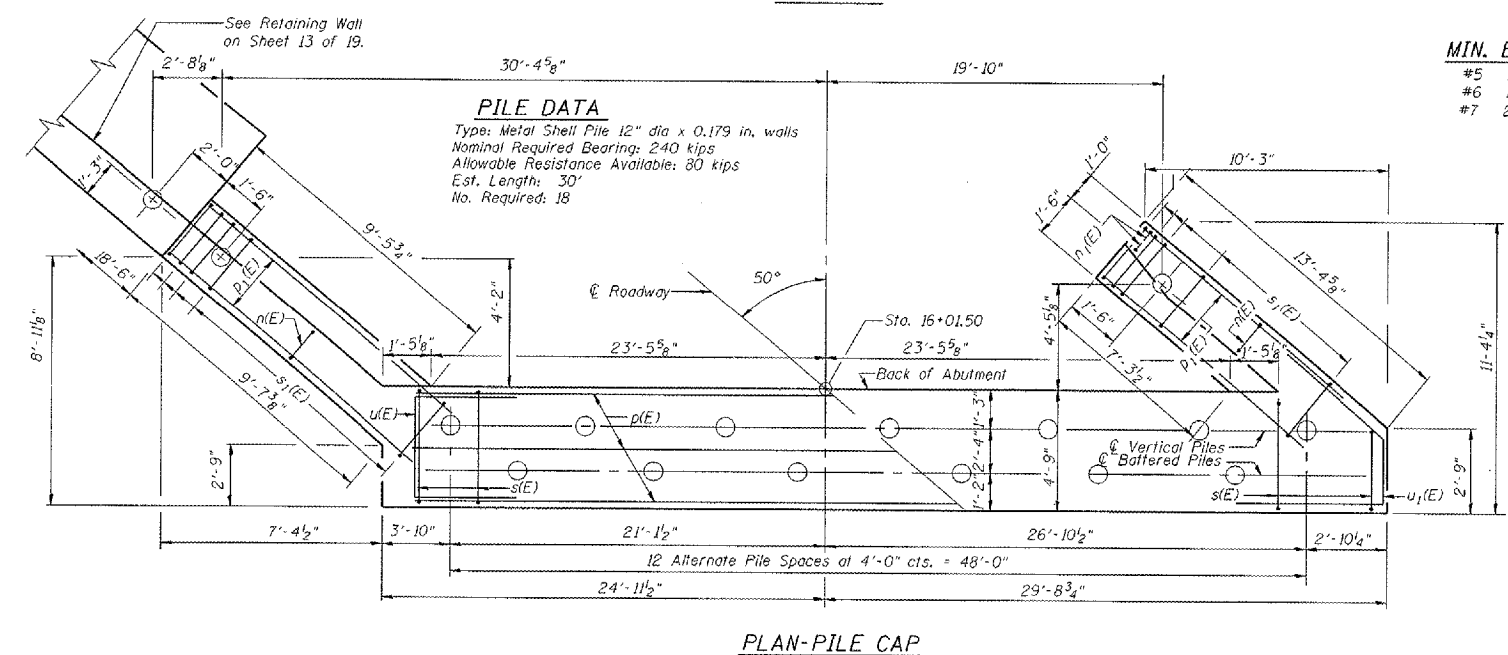 See Retaining Wall
on Sheet 13 of 19.
2'-8⅛"
30'-4⅝"
19'-10"
MIN. B
#5
#6 1
#7 2
PILE DATA
Type: Metal Shell Pile 12" dia x 0.179 in. walls
Nominal Required Bearing: 240 kips
Allowable Resistance Available: 80 kips
Est. Length: 30'
No. Required: 18
1'-3"
2'-0"
1'-6"
9'-5¾"
1'-0"
1'-6"
10'-3"
n₁(E)
13'-4⅝"
s₁(E)
18'-6"
p₁(E)
n(E)
8'-11⅛"
4'-2"
50°
℄ Roadway
Sta. 16+01.50
4'-5⅛"
1'-6"
7'-3½"
p₁(E)
n(E)
1'-5⅛"
11'-4¼"
1'-5⅛"
23'-5⅝"
23'-5⅝"
Back of Abutment
s₁(E)
9'-7⅜"
u(E)
p(E)
1'-3"
2'-4"
1'-2"
4'-9"
℄ Vertical Piles
℄ Battered Piles
2'-9"
s(E)
s(E)
u₁(E)
2'-9"
7'-4½"
3'-10"
21'-1½"
26'-10½"
2'-10¼"
12 Alternate Pile Spaces at 4'-0" cts. = 48'-0"
24'-11½"
29'-8¾"
PLAN-PILE CAP